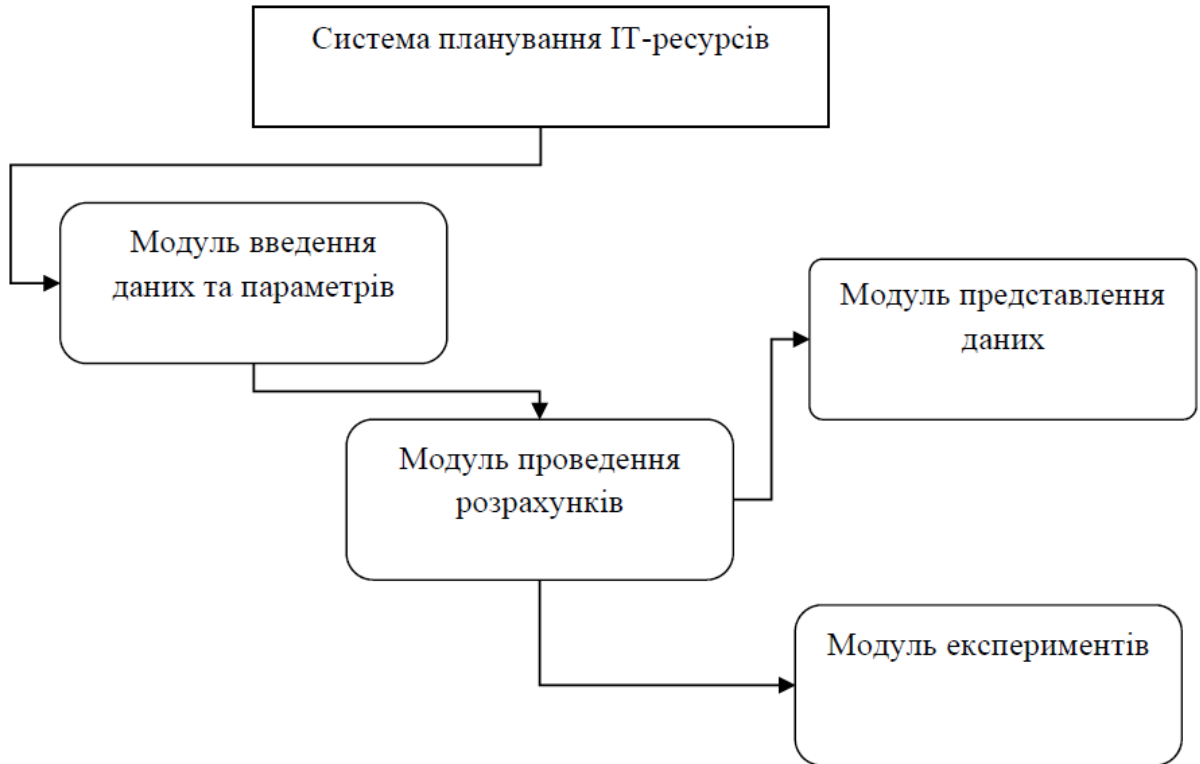 Система планування ІТ-ресурсів
Модуль введення
даних та параметрів
Модуль представлення
даних
Модуль проведення
розрахунків
Модуль експериментів